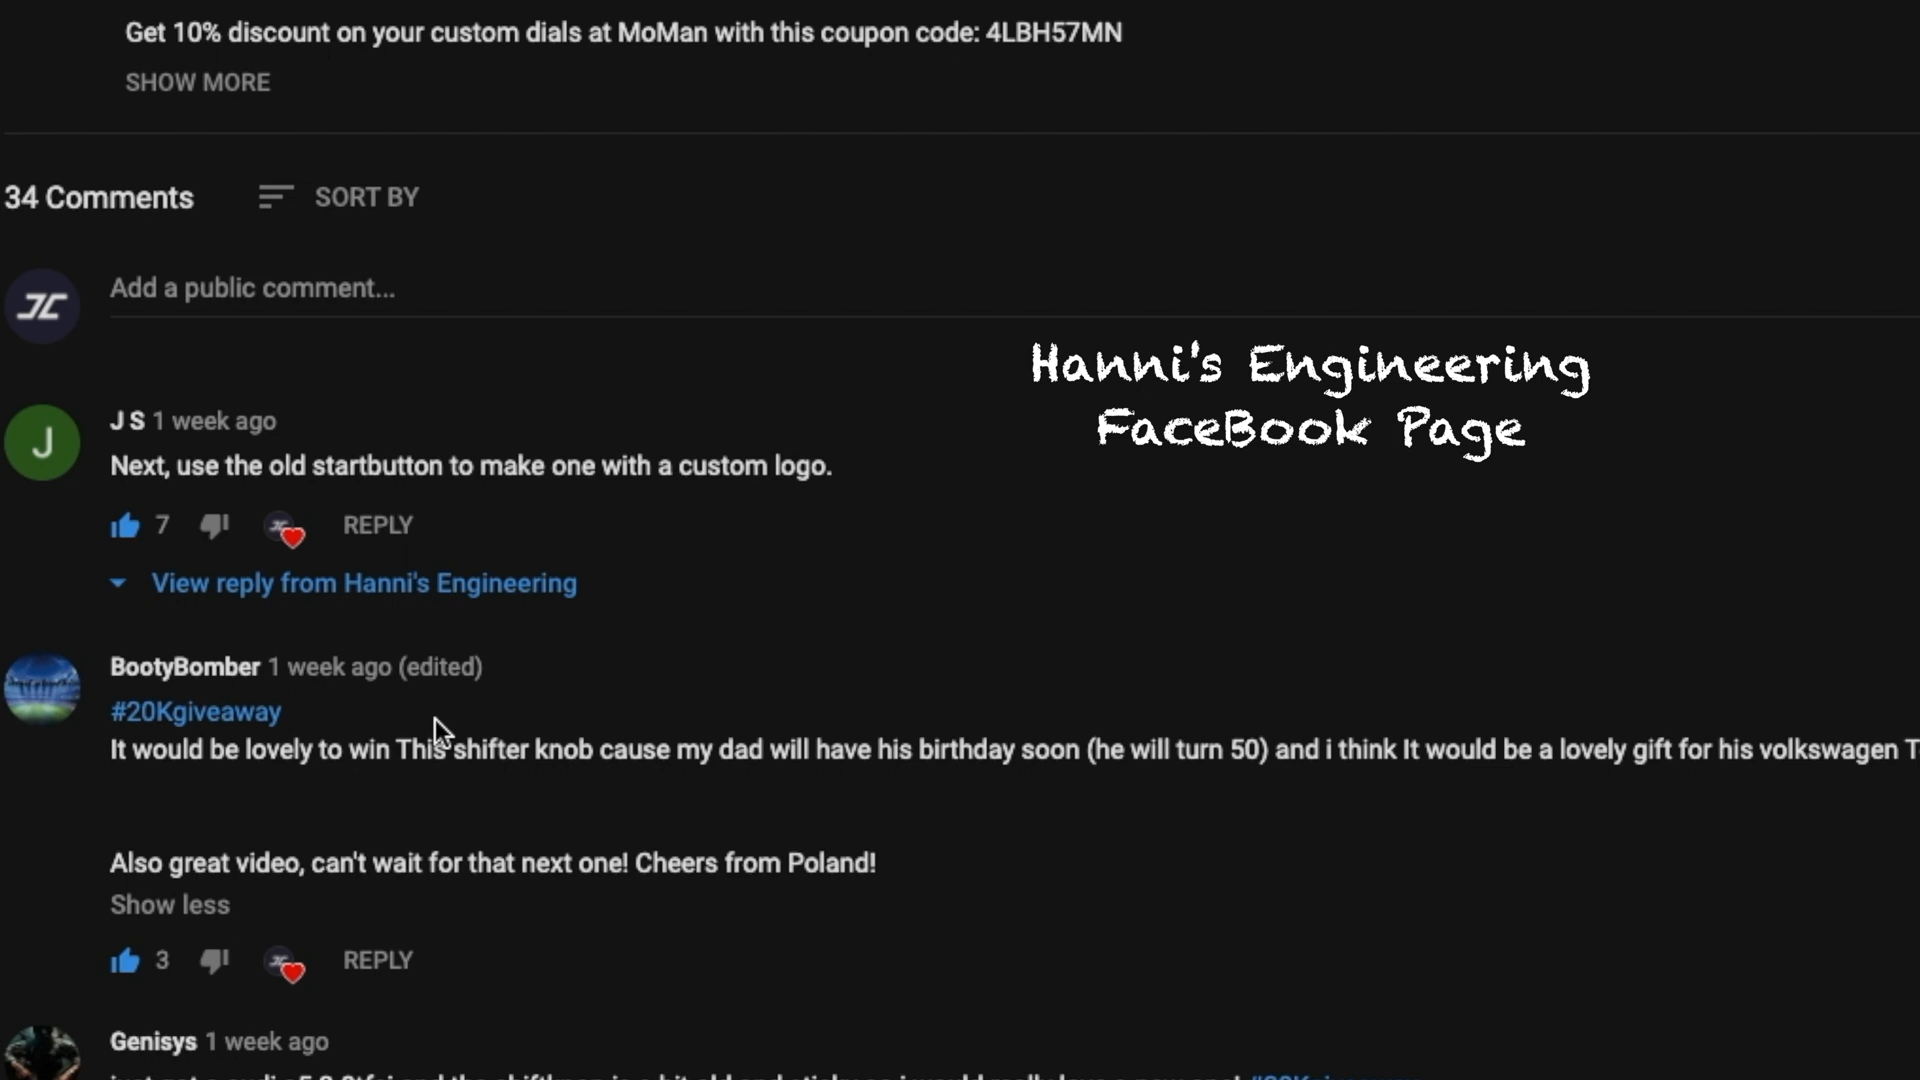 Get 10% discount on your custom dials at MoMan with this coupon code: 4LBH57MN
SHOW MORE
34 Comments
SORT BY
JC
Add a public comment...
Hanni's Engineering
FaceBook Page
J
J S 1 week ago
Next, use the old startbutton to make one with a custom logo.
7
REPLY
View reply from Hanni's Engineering
BootyBomber 1 week ago (edited)
#20Kgiveaway
It would be lovely to win This shifter knob cause my dad will have his birthday soon (he will turn 50) and i think It would be a lovely gift for his volkswagen
Also great video, can't wait for that next one! Cheers from Poland!
Show less
3
REPLY
Genisys 1 week ago